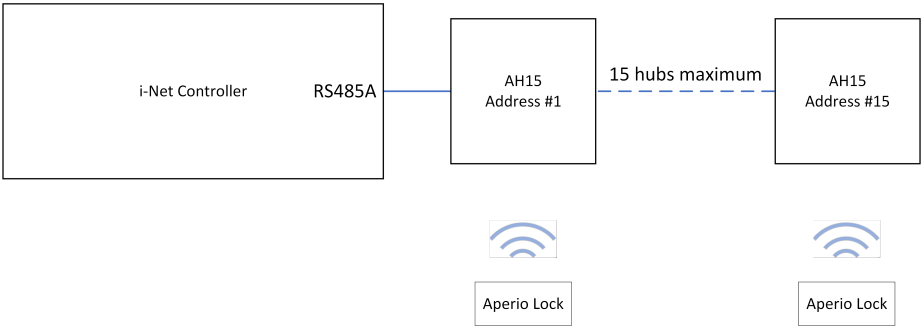 i-Net Controller
RS485A
AH15
Address #1
15 hubs maximum
AH15
Address #15
Aperio Lock
Aperio Lock